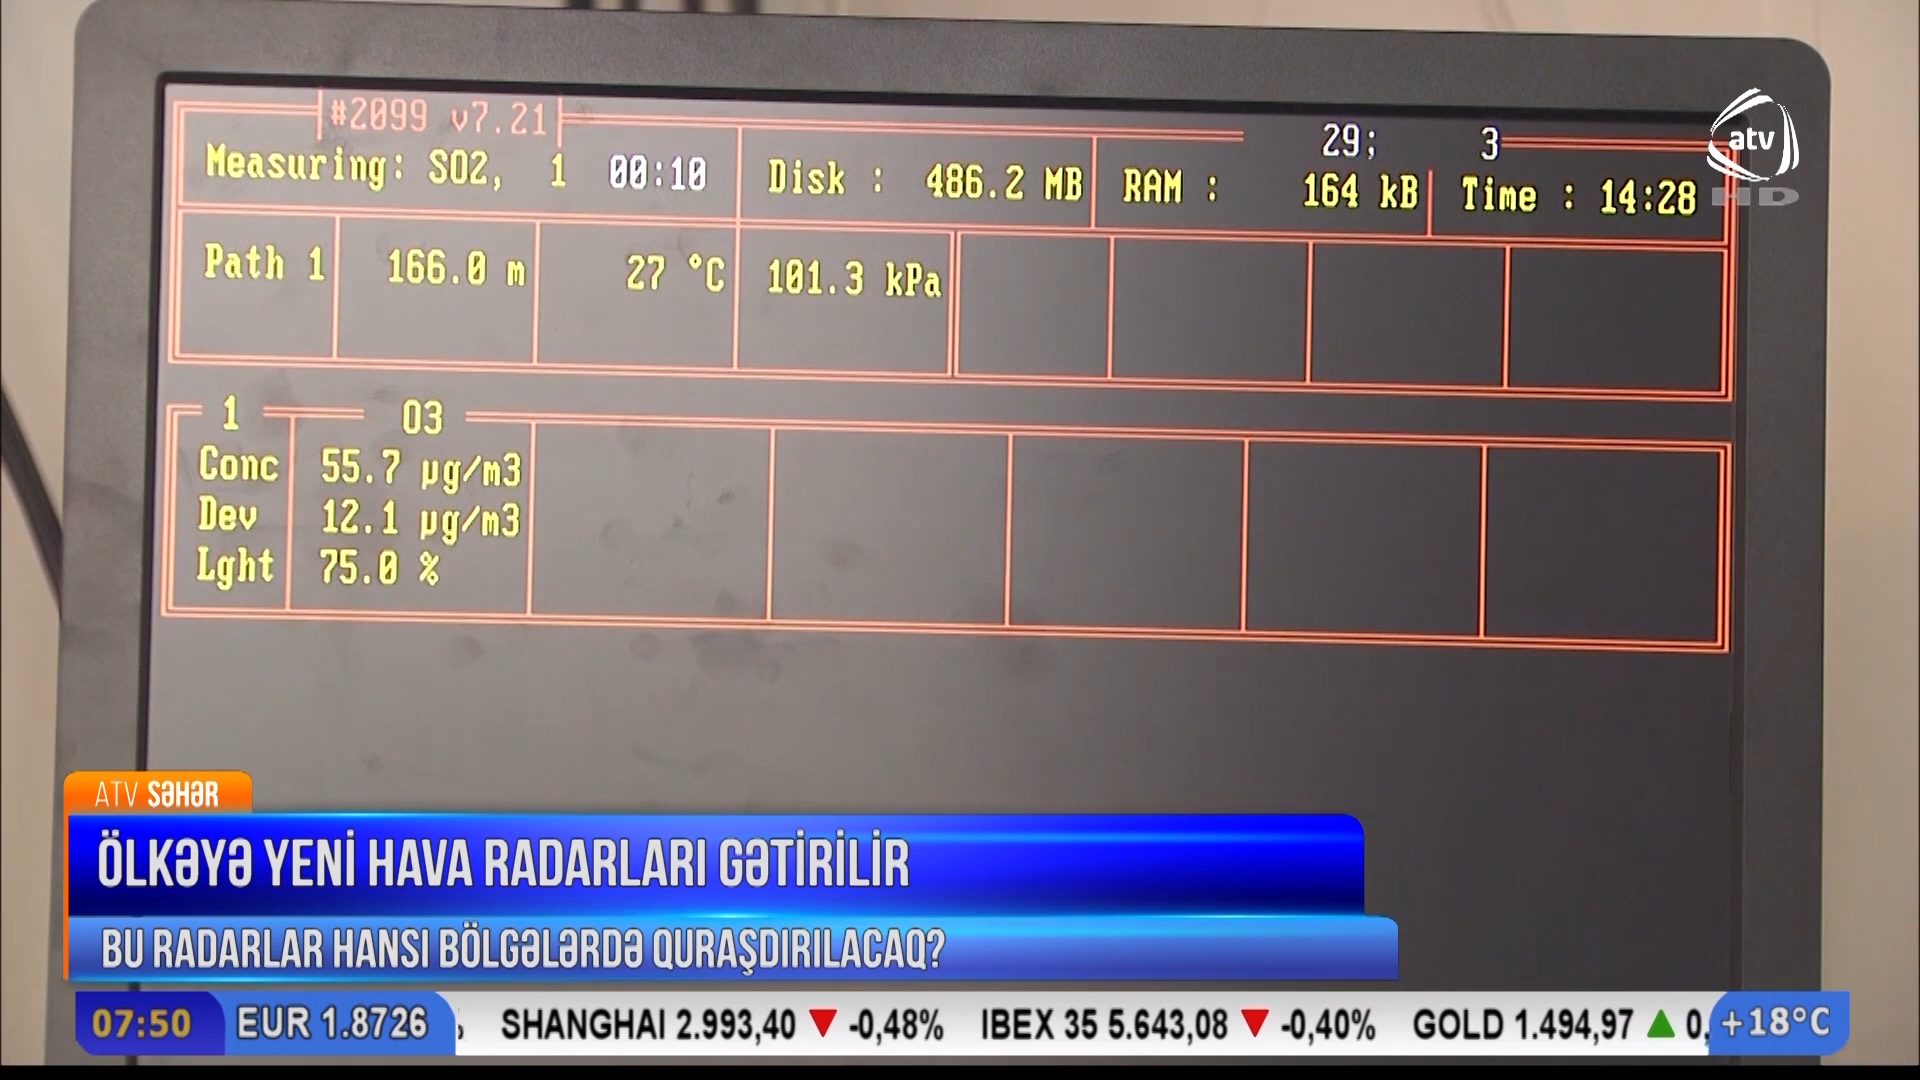 #2099 v7.21
29; 3
Measuring: SO2, 1 00:10 Disk : 486.2 MB RAM : 164 kB Time : 14:28
Path 1 166.0 m 27 °C 101.3 kPa
1 O3
Conc 55.7 µg/m3
Dev 12.1 µg/m3
Lght 75.0 %
atv
HD
ATV SƏHƏR
ÖLKƏYƏ YENİ HAVA RADARLARI GƏTİRİLİR
BU RADARLAR HANSI BÖLGƏLƏRDƏ QURAŞDIRILACAQ?
07:50 EUR 1.8726 SHANGHAI 2.993,40 ▼ -0,48% IBEX 35 5.643,08 ▼ -0,40% GOLD 1.494,97 ▲ 0, +18°C